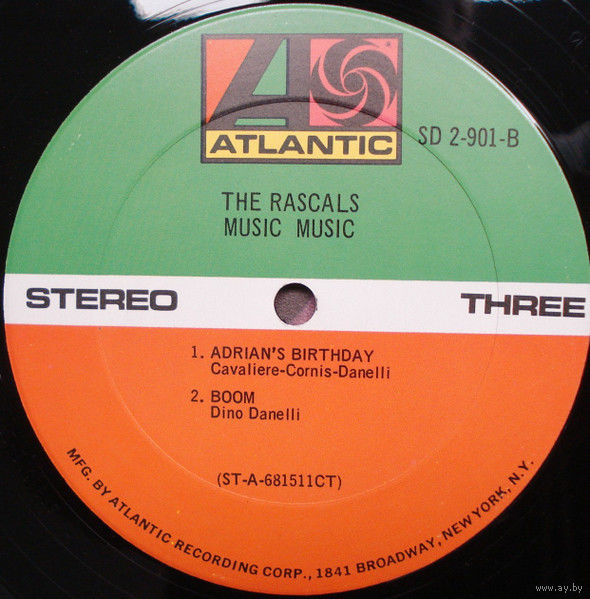 ATLANTIC
SD 2-901-B
THE RASCALS
MUSIC MUSIC
STEREO
THREE
1. ADRIAN'S BIRTHDAY
Cavaliere-Cornis-Danelli
2. BOOM
Dino Danelli
(ST-A-681511CT)
MFG. BY ATLANTIC RECORDING CORP., 1841 BROADWAY, NEW YORK, N.Y.
www.ay.by